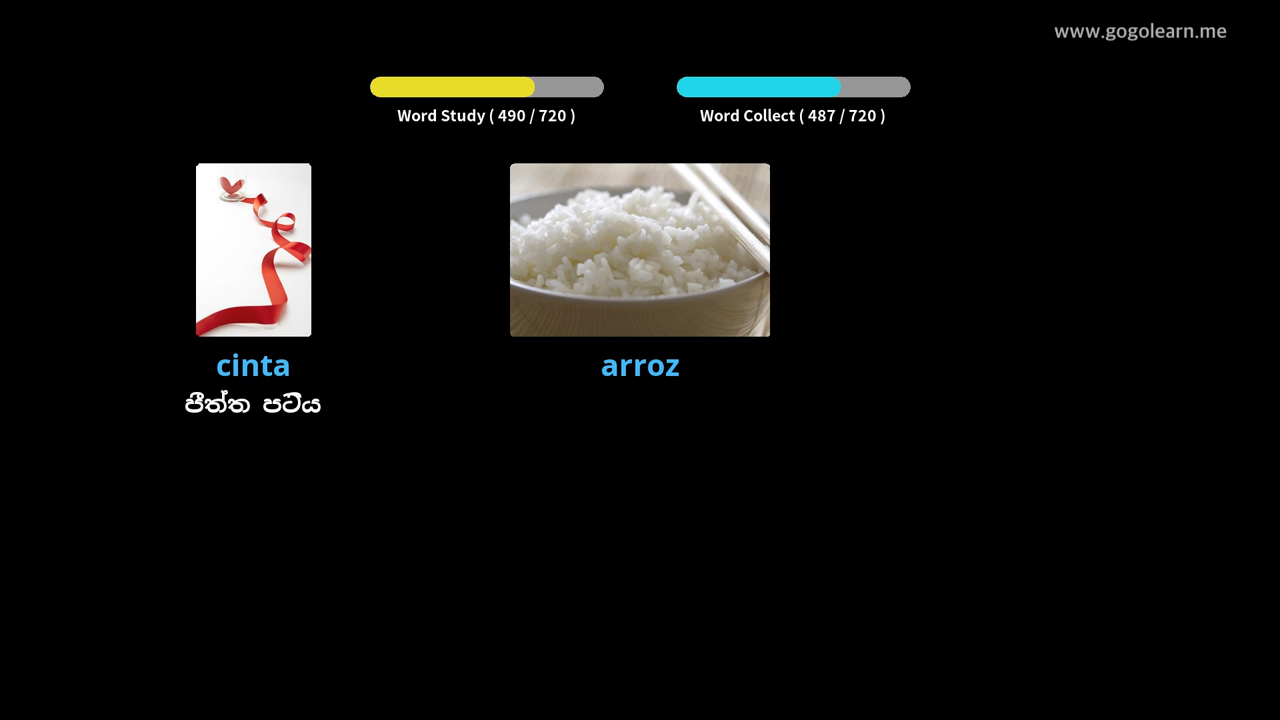 www.gogolearn.me
Word Study ( 490 / 720 )
Word Collect ( 487 / 720 )
cinta
පීත්ත පටිය
arroz